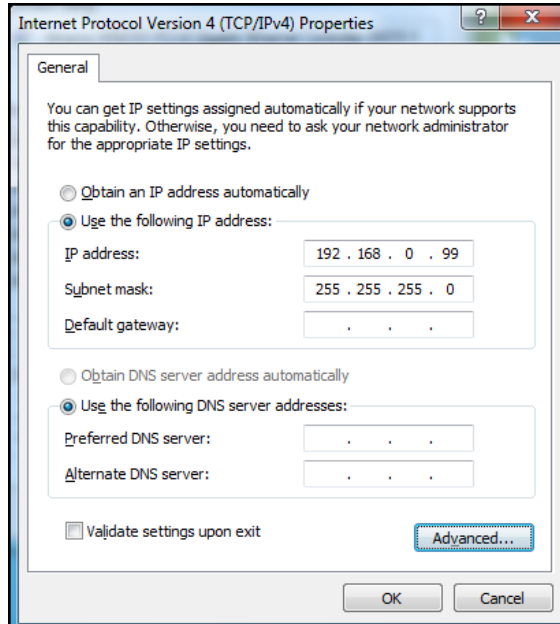 Internet Protocol Version 4 (TCP/IPv4) Properties
?
X
General
You can get IP settings assigned automatically if your network supports
this capability. Otherwise, you need to ask your network administrator
for the appropriate IP settings.
Obtain an IP address automatically
Use the following IP address:
IP address: 192 . 168 . 0 . 99
Subnet mask: 255 . 255 . 255 . 0
Default gateway: . . .
Obtain DNS server address automatically
Use the following DNS server addresses:
Preferred DNS server: . . .
Alternate DNS server: . . .
Validate settings upon exit
Advanced...
OK Cancel